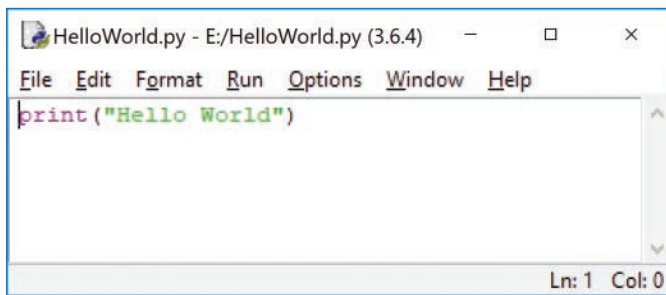 HelloWorld.py - E:/HelloWorld.py (3.6.4)
File Edit Format Run Options Window Help
print("Hello World")
Ln: 1 Col: 0